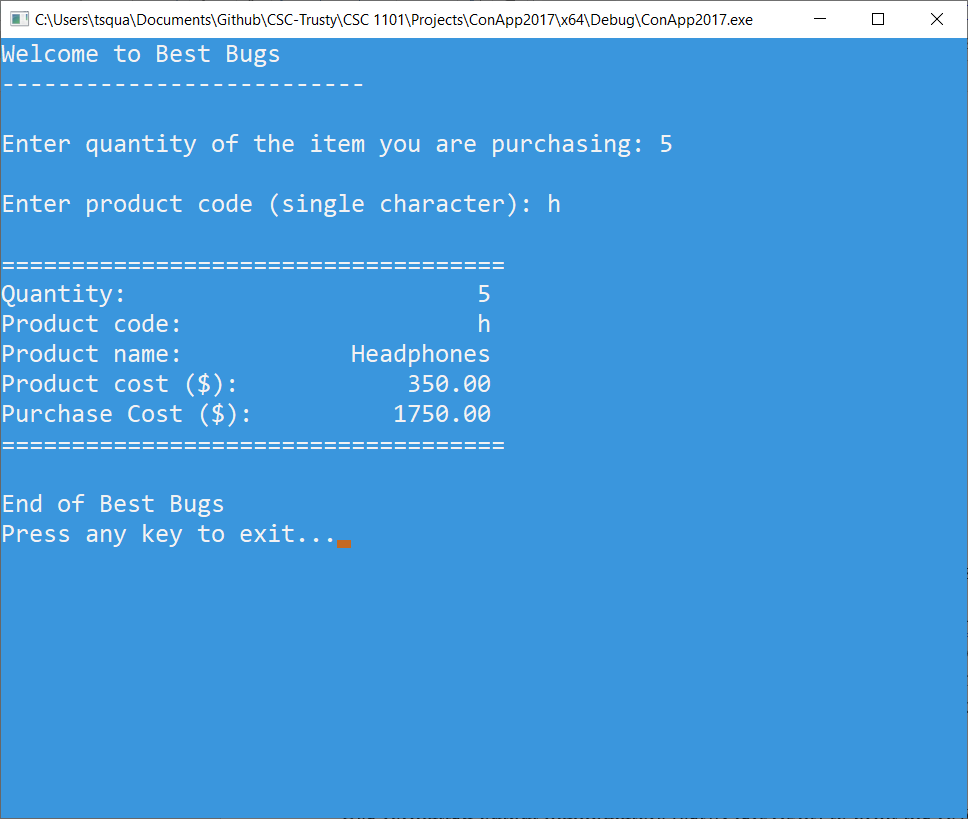 C:\Users\tsqua\Documents\Github\CSC-Trusty\CSC 1101\Projects\ConApp2017\x64\Debug\ConApp2017.exe
Welcome to Best Bugs
--------------------------
Enter quantity of the item you are purchasing: 5
Enter product code (single character): h
====================================
Quantity:                         5
Product code:                     h
Product name:            Headphones
Product cost ($):            350.00
Purchase Cost ($):          1750.00
====================================
End of Best Bugs
Press any key to exit...